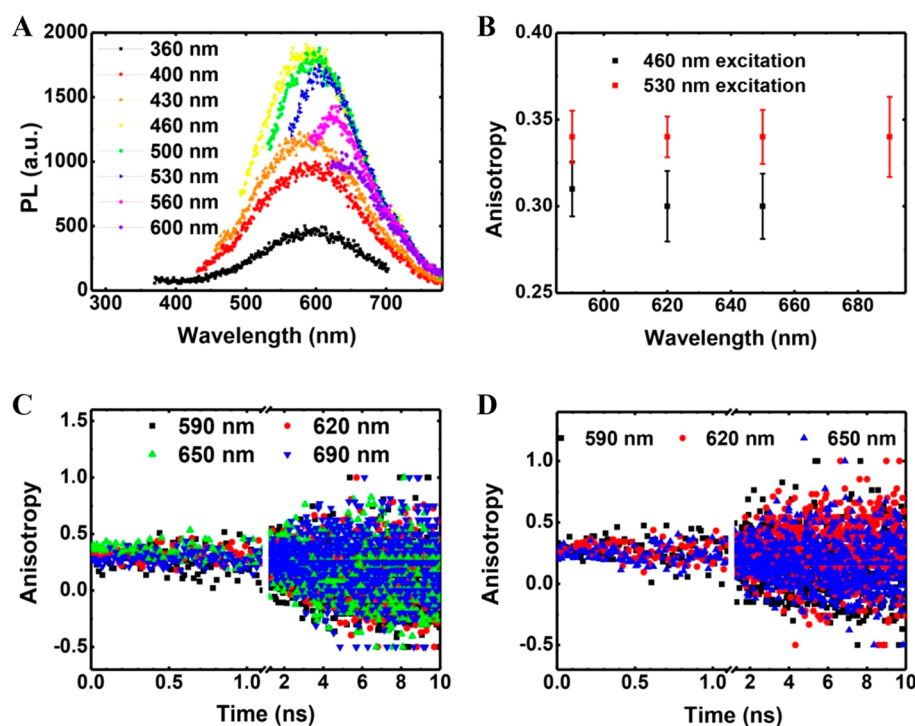 A
PL (a.u.)
2000
1500
1000
500
0
360 nm
400 nm
430 nm
460 nm
500 nm
530 nm
560 nm
600 nm
300 400 500 600 700
Wavelength (nm)
B
Anisotropy
0.40
0.35
0.30
0.25
460 nm excitation
530 nm excitation
600 620 640 660 680
Wavelength (nm)
C
Anisotropy
1.5
1.0
0.5
0.0
-0.5
590 nm 620 nm
650 nm 690 nm
0.0 0.5 1.0 2 4 6 8 10
Time (ns)
D
Anisotropy
1.0
0.5
0.0
-0.5
590 nm 620 nm 650 nm
0.0 0.5 1.0 2 4 6 8 10
Time (ns)